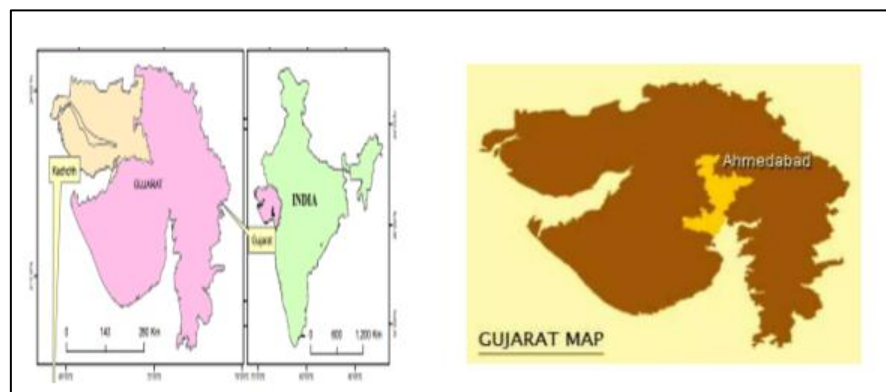 Kachchh
GUJARAT
Gujarat
0 140 280 Km
INDIA
0 600 1,200 Km
Ahmedabad
GUJARAT MAP